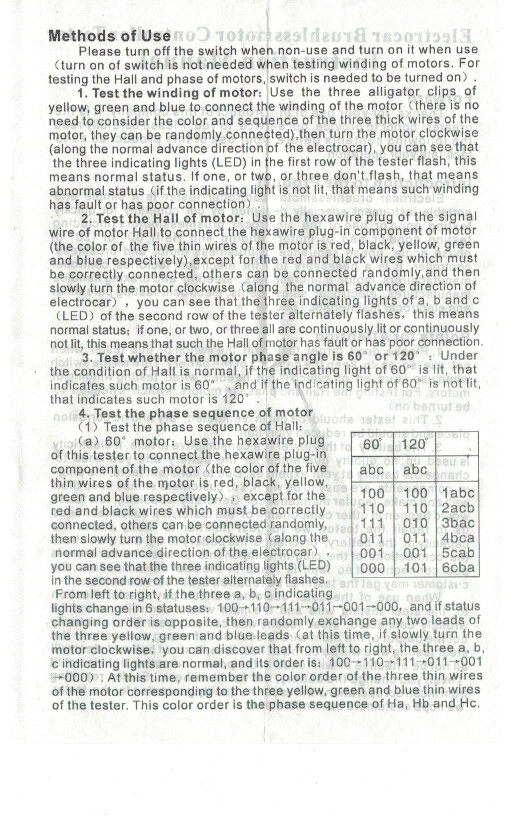 Methods of Use
Please turn off the switch when non-use and turn on it when use
(turn on of switch is not needed when testing winding of motors. For
testing the Hall and phase of motors, switch is needed to be turned on) .
1. Test the winding of motor: Use the three alligator clips of
yellow, green and blue to connect the winding of the motor (there is no
need to consider the color and sequence of the three thick wires of the
motor, they can be randomly connected),then turn the motor clockwise
(along the normal advance direction of the electrocar), you can see that
the three indicating lights (LED) in the first row of the tester flash, this
means normal status. If one, or two, or three don't flash, that means
abnormal status (if the indicating light is not lit, that means such winding
has fault or has poor connection) .
2. Test the Hall of motor: Use the hexawire plug of the signal
wire of motor Hall to connect the hexawire plug-in component of motor
(the color of the five thin wires of the motor is red, black, yellow, green
and blue respectively),except for the red and black wires which must
be correctly connected, others can be connected randomly,and then
slowly turn the motor clockwise (along the normal advance direction of
electrocar) , you can see that the three indicating lights of a, b and c
(LED) of the second row of the tester alternately flashes, this means
normal status; if one, or two, or three all are continuously lit or continuously
not lit, this means that such the Hall of motor has fault or has poor connection.
3. Test whether the motor phase angle is 60° or 120° : Under
the condition of Hall is normal, if the indicating light of 60° is lit, that
indicates such motor is 60° , and if the indicating light of 60° is not lit,
that indicates such motor is 120° .
4. Test the phase sequence of motor
(1) Test the phase sequence of Hall:
(a) 60° motor: Use the hexawire plug
of this tester to connect the hexawire plug-in
component of the motor (the color of the five
thin wires of the motor is red, black, yellow,
green and blue respectively) , except for the
red and black wires which must be correctly
connected, others can be connected randomly,
then slowly turn the motor clockwise (along the
normal advance direction of the electrocar) ,
you can see that the three indicating lights (LED)
in the second row of the tester alternately flashes.
From left to right, if the three a, b, c indicating
lights change in 6 statuses: 100→110→111→011→001→000, and if status
changing order is opposite, then randomly exchange any two leads of
the three yellow, green and blue leads (at this time, if slowly turn the
motor clockwise, you can discover that from left to right, the three a, b,
c indicating lights are normal, and its order is: 100→110→111→011→001
→000) . At this time, remember the color order of the three thin wires
of the motor corresponding to the three yellow, green and blue thin wires
of the tester. This color order is the phase sequence of Ha, Hb and Hc.
60° 120°
abc abc
100 100 1abc
110 110 2acb
111 010 3bac
011 011 4bca
001 001 5cab
000 101 6cba